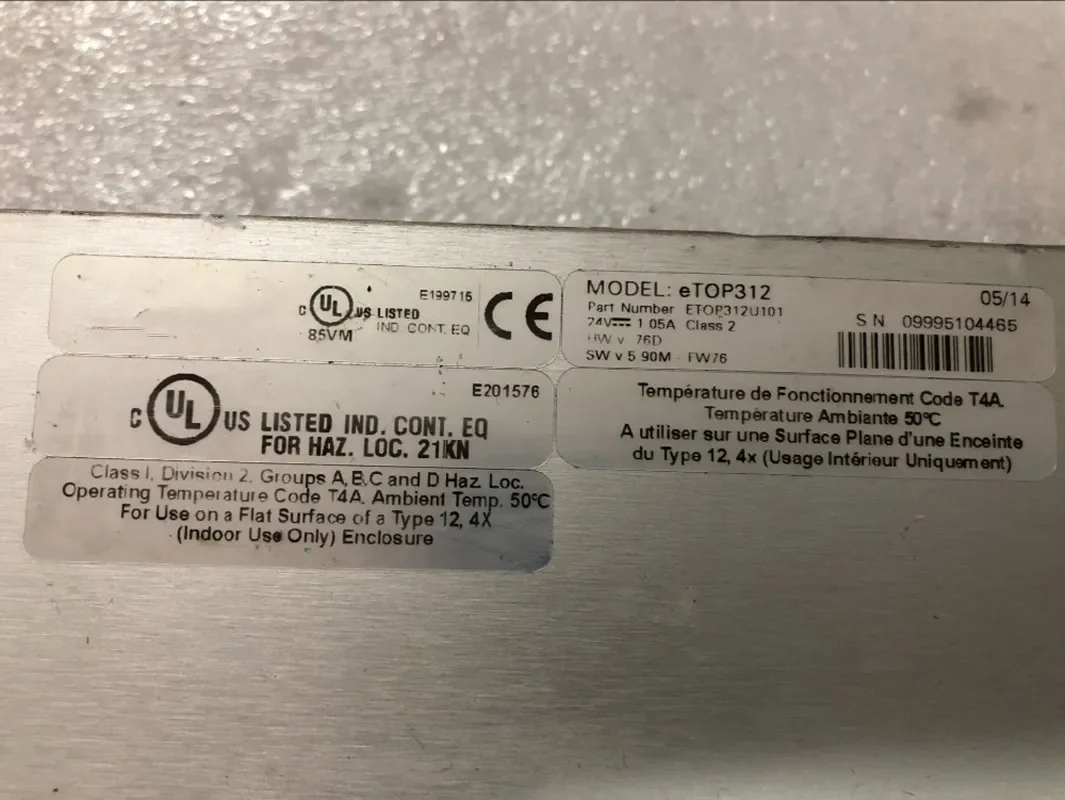 C UL US LISTED
E199715
IND. CONT. EQ
85VM
CE
MODEL: eTOP312
05/14
Part Number ETOP312U101
24V 1.05A Class 2
HW v. 76D
SW v 5.90M - FW76
S N 09995104465
E201576
C UL US LISTED IND. CONT. EQ
FOR HAZ. LOC. 21KN
Class I, Division 2, Groups A,B,C and D Haz. Loc.
Operating Temperature Code T4A. Ambient Temp. 50°C
For Use on a Flat Surface of a Type 12, 4X
(Indoor Use Only) Enclosure
Température de Fonctionnement Code T4A.
Température Ambiante 50°C
A utiliser sur une Surface Plane d'une Enceinte
du Type 12, 4x (Usage Intérieur Uniquement)